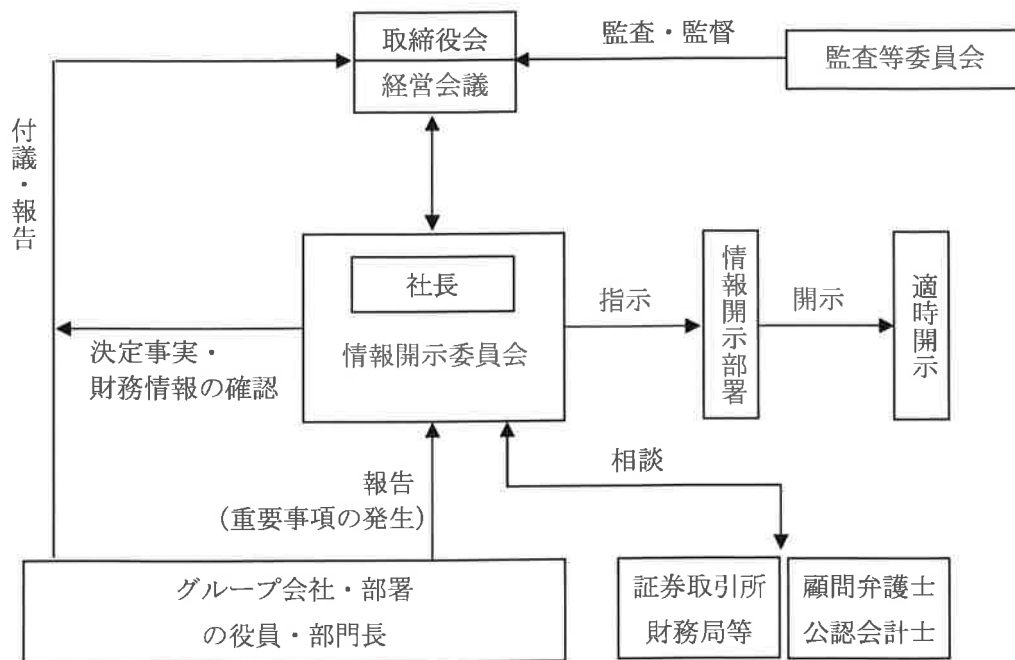 取締役会
経営会議
監査・監督
監査等委員会
付議・報告
社長
情報開示委員会
指示
情報開示部署
開示
適時開示
決定事実・
財務情報の確認
報告
(重要事項の発生)
相談
グループ会社・部署
の役員・部門長
証券取引所
財務局等
顧問弁護士
公認会計士